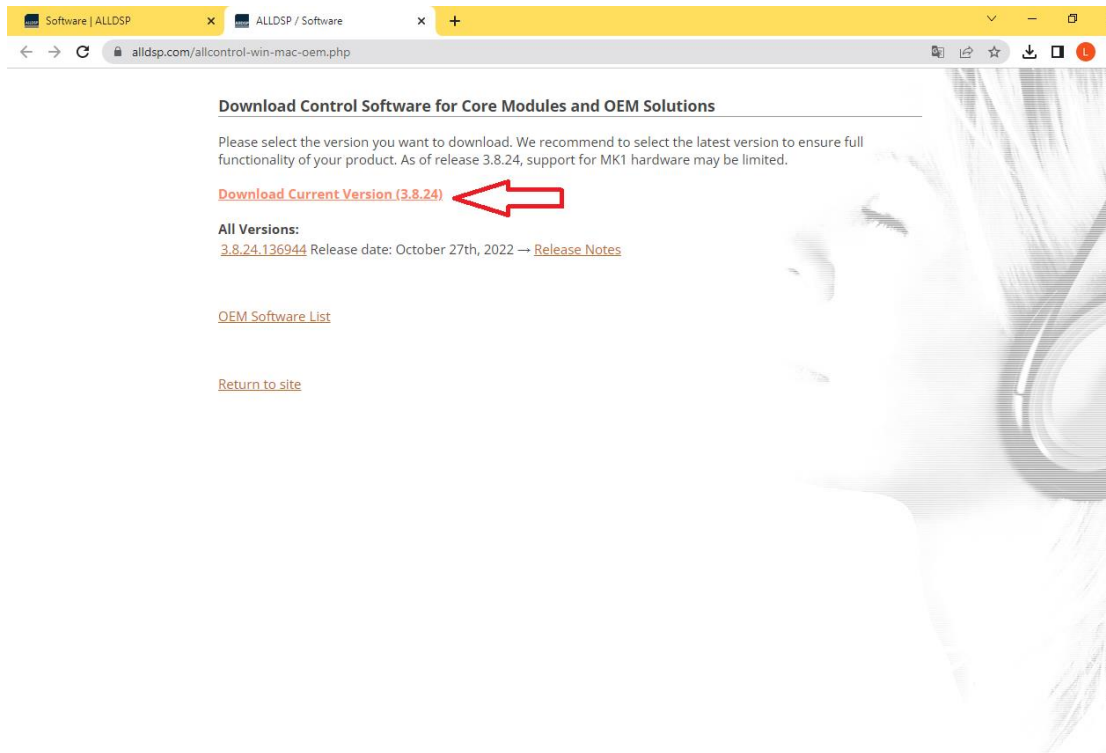 Software | ALLDSP
ALLDSP / Software
alldsp.com/allcontrol-win-mac-oem.php
L
Download Control Software for Core Modules and OEM Solutions
Please select the version you want to download. We recommend to select the latest version to ensure full
functionality of your product. As of release 3.8.24, support for MK1 hardware may be limited.
Download Current Version (3.8.24)
All Versions:
3.8.24.136944 Release date: October 27th, 2022 → Release Notes
OEM Software List
Return to site